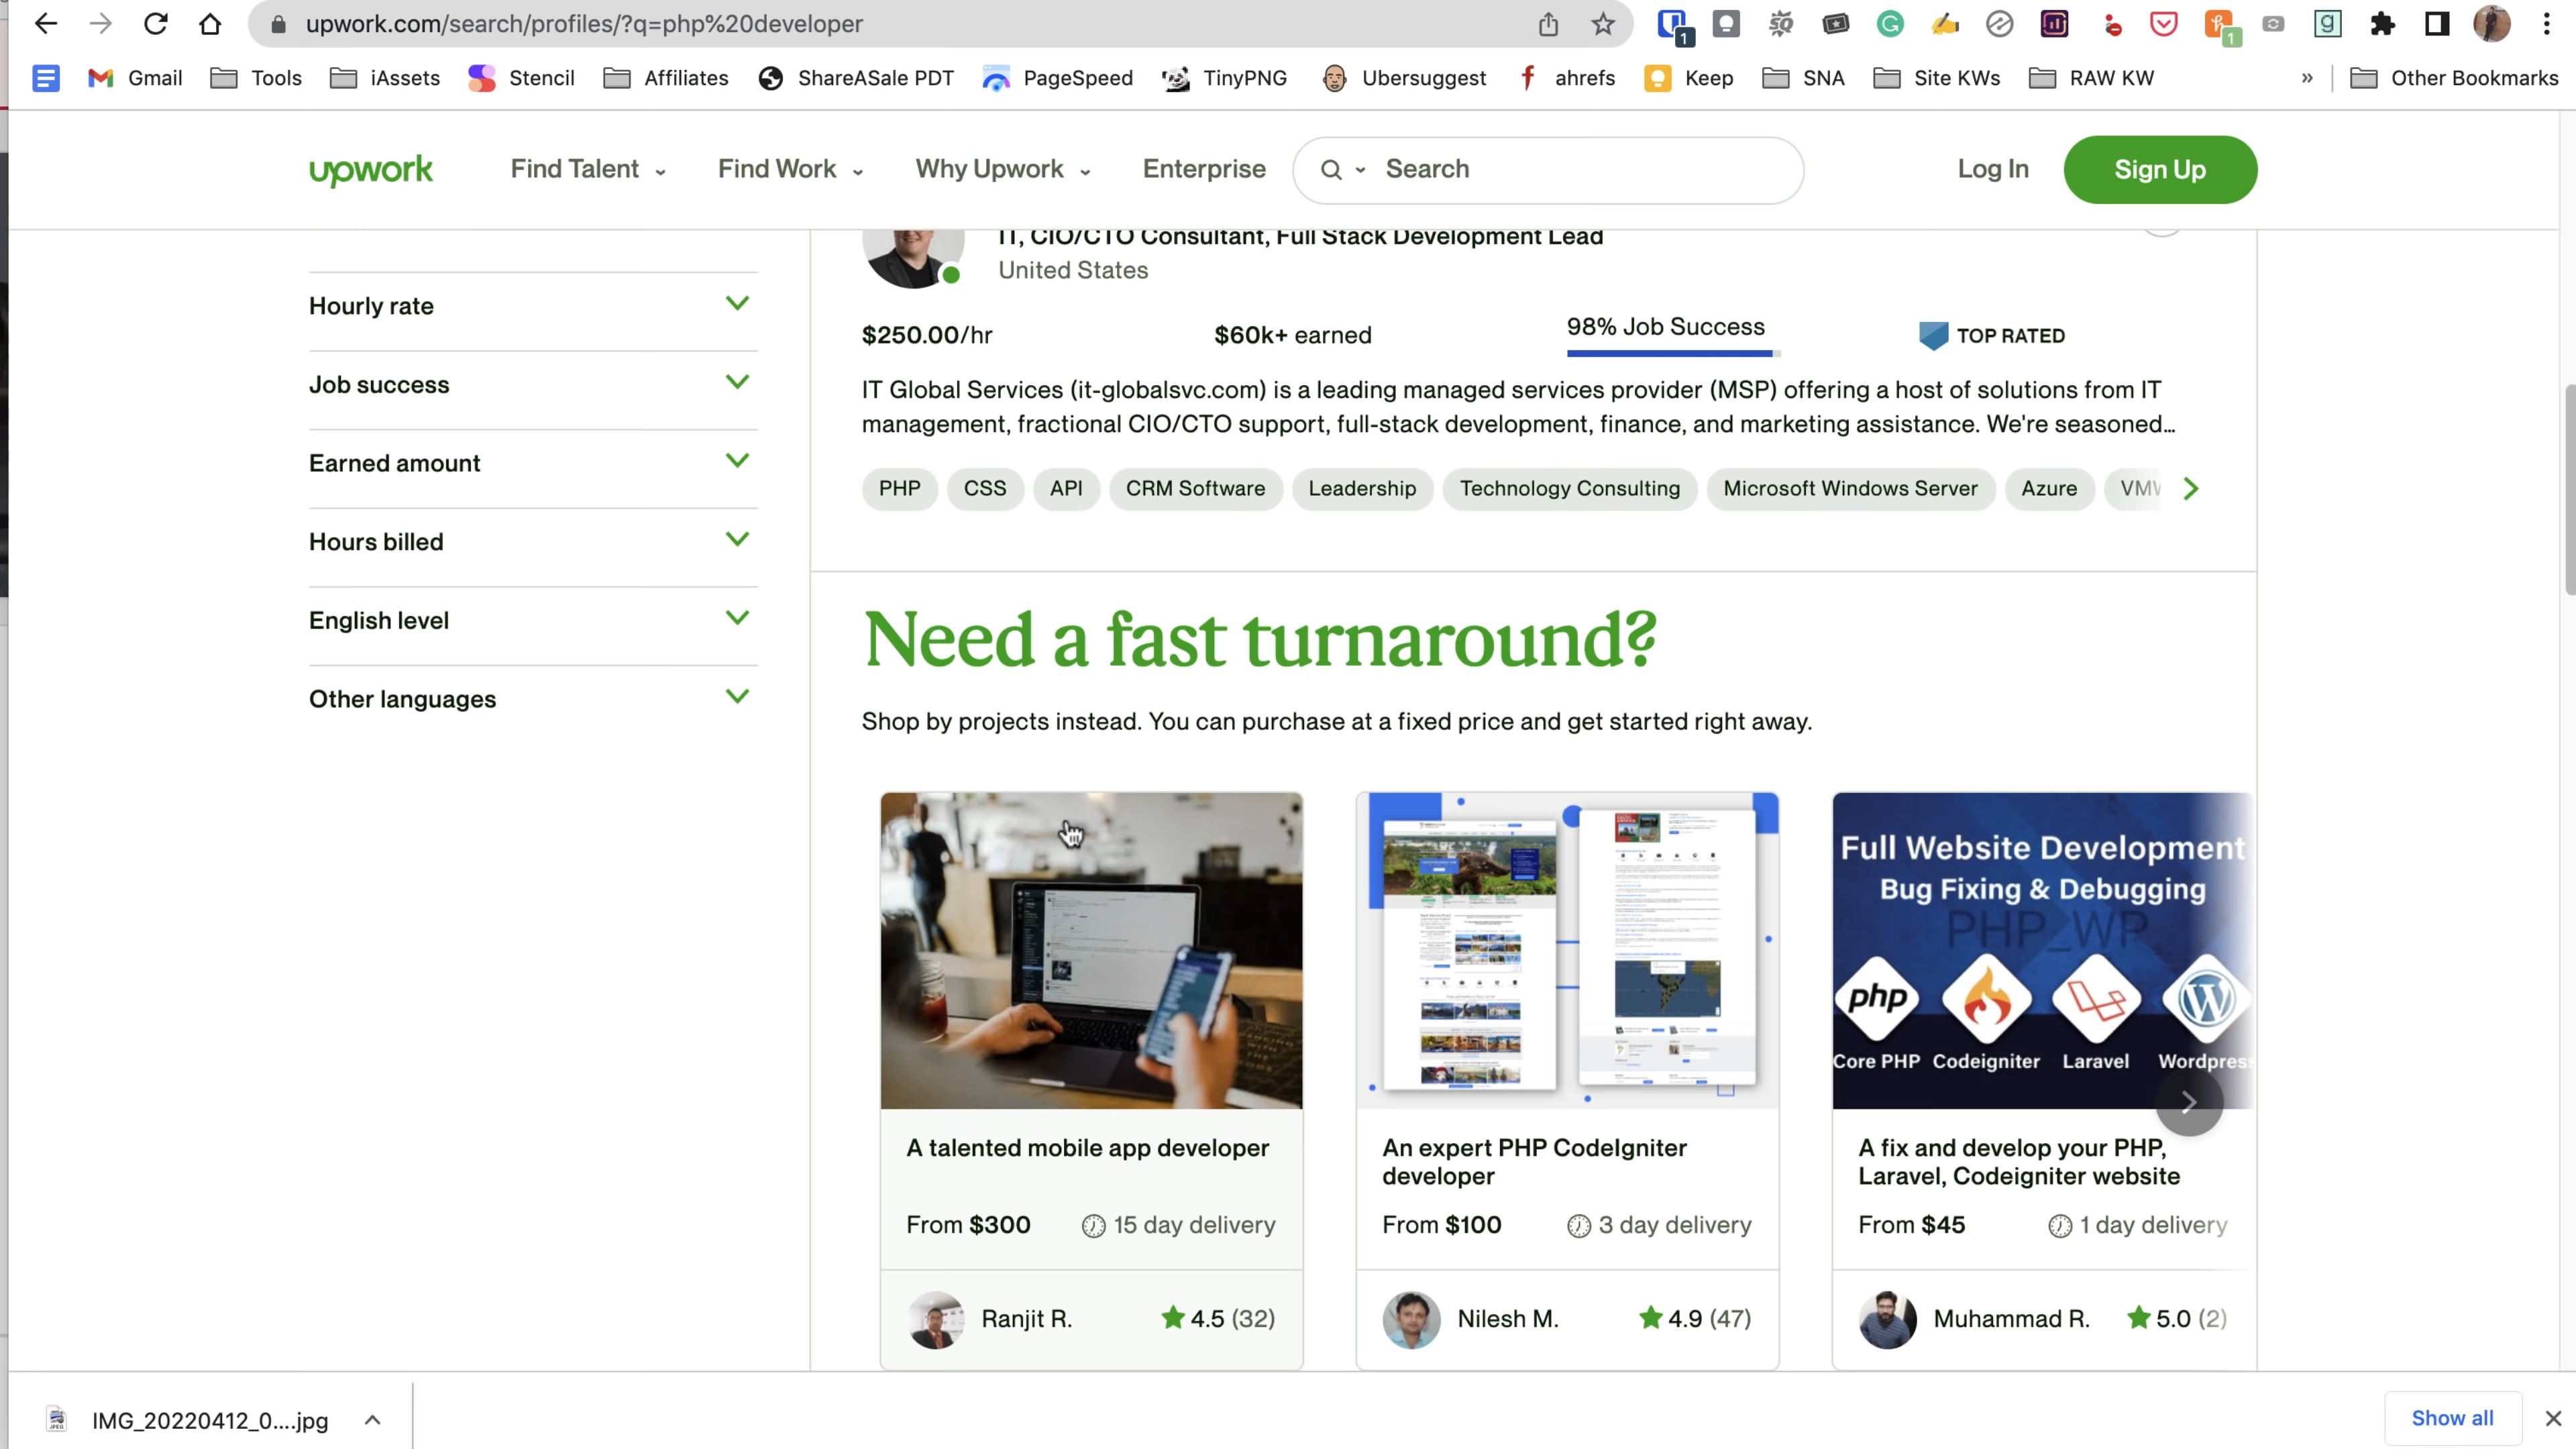 upwork.com/search/profiles/?q=php%20developer
1
1
Gmail
Tools
iAssets
Stencil
Affiliates
ShareASale PDT
PageSpeed
TinyPNG
Ubersuggest
ahrefs
Keep
SNA
Site KWs
RAW KW
»
Other Bookmarks
upwork
Find Talent
Find Work
Why Upwork
Enterprise
Search
Log In
Sign Up
Hourly rate
Job success
Earned amount
Hours billed
English level
Other languages
IT, CIO/CTO Consultant, Full Stack Development Lead
United States
$250.00/hr
$60k+ earned
98% Job Success
TOP RATED
IT Global Services (it-globalsvc.com) is a leading managed services provider (MSP) offering a host of solutions from IT
management, fractional CIO/CTO support, full-stack development, finance, and marketing assistance. We're seasoned...
PHP
CSS
API
CRM Software
Leadership
Technology Consulting
Microsoft Windows Server
Azure
Need a fast turnaround?
Shop by projects instead. You can purchase at a fixed price and get started right away.
A talented mobile app developer
From $300
15 day delivery
Ranjit R.
4.5 (32)
An expert PHP CodeIgniter
developer
From $100
3 day delivery
Nilesh M.
4.9 (47)
Full Website Development
Bug Fixing & Debugging
PHP_WP
php
Core PHP
Codeigniter
Laravel
Wordpress
A fix and develop your PHP,
Laravel, Codeigniter website
From $45
1 day delivery
Muhammad R.
5.0 (2)
IMG_20220412_0....jpg
Show all